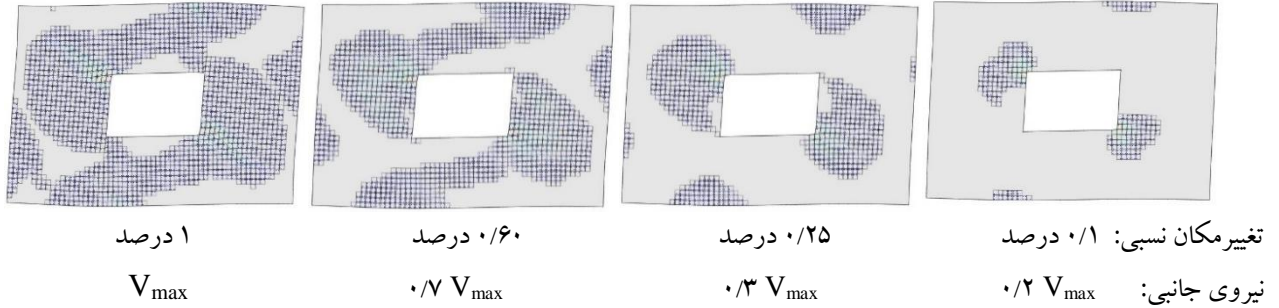 تغییرمکان نسبی: ۰/۱ درصد ۰/۲۵ درصد ۰/۶۰ درصد ۱ درصد
نیروی جانبی: ۰/۲ Vmax ۰/۳ Vmax ۰/۷ Vmax Vmax